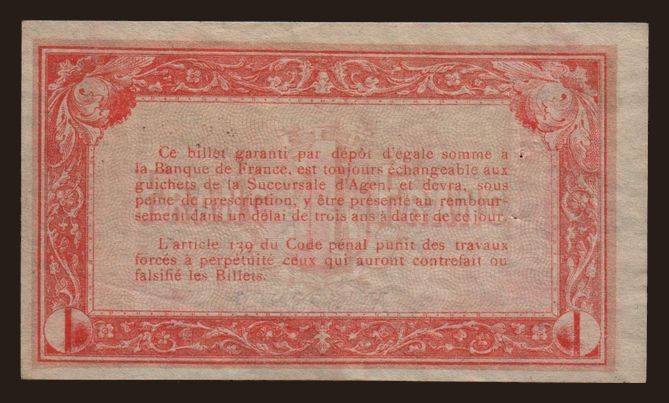 Ce billet garanti par dépôt d'égale somme à
la Banque de France, est toujours échangeable aux
guichets de la Succursale d'Agen, et devra, sous
peine de prescription, y être présenté au rembour-
sement dans un délai de trois ans à dater de ce jour.
L'article 139 du Code pénal punit des travaux
forcés à perpétuité ceux qui auront contrefait ou
falsifié les Billets.
1 1